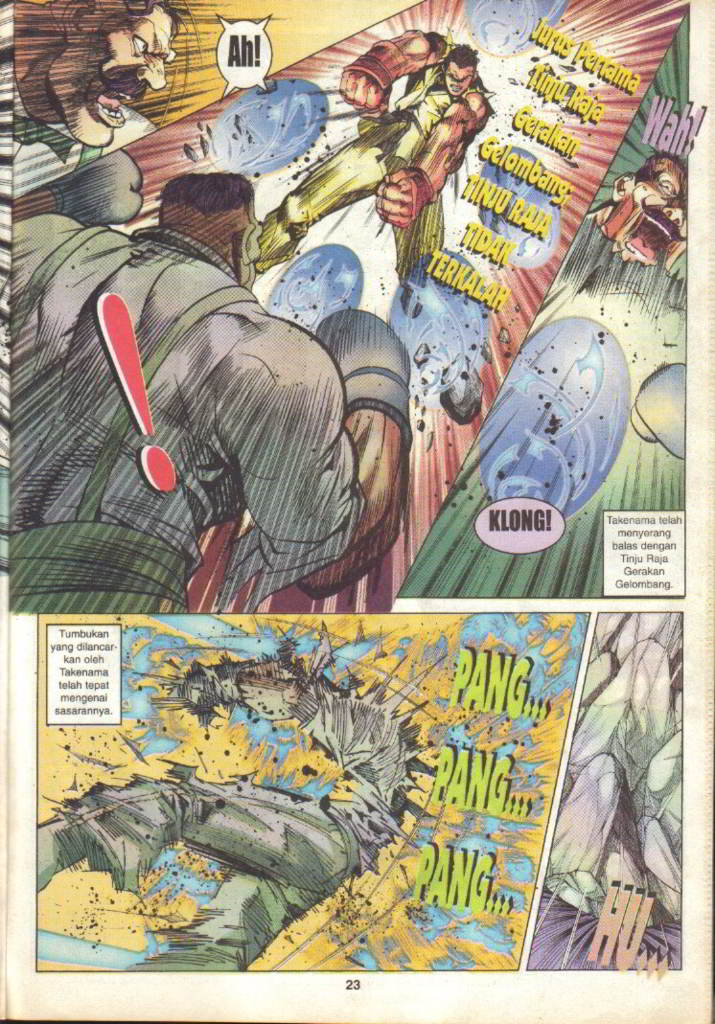 Ah!
Jurus Pertama
Tinju Raja
Gerakan
Gelombang;
TINJU RAJA
TIDAK
TERKALAH
Wah!
!
KLONG!
Takenama telah
menyerang
balas dengan
Tinju Raja
Gerakan
Gelombang.
Tumbukan
yang dilancar-
kan oleh
Takenama
telah tepat
mengenai
sasarannya.
PANG...
PANG....
PANG...
HU...
23